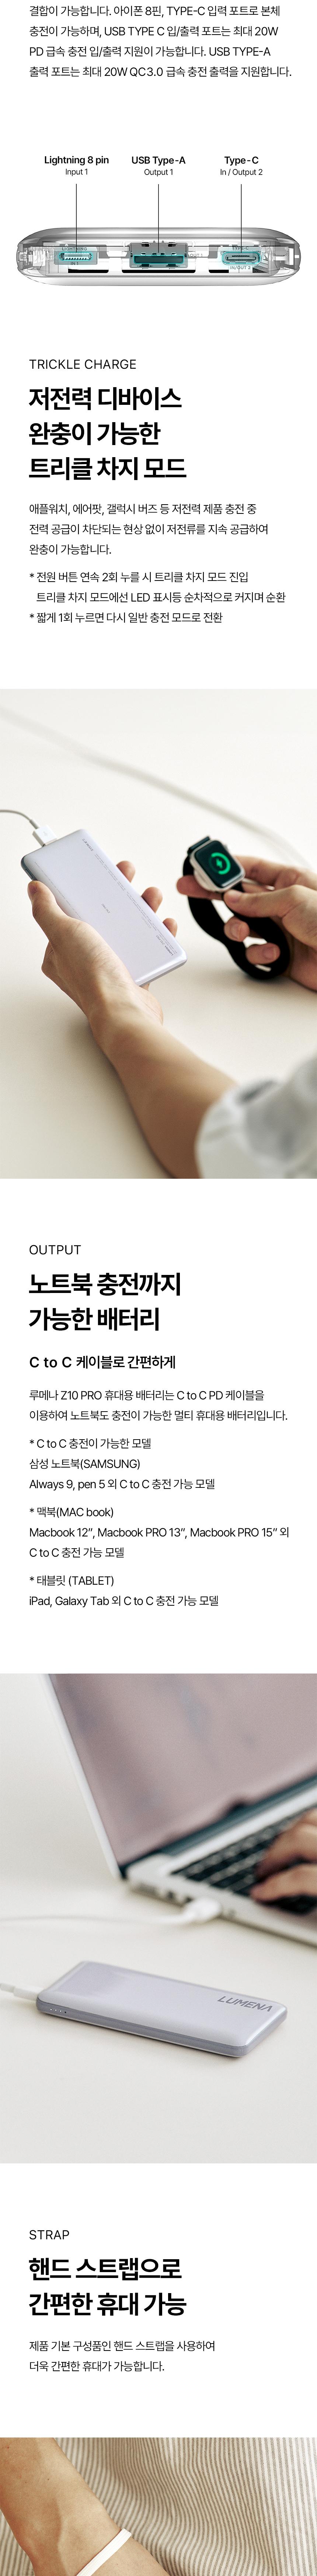 결합이 가능합니다. 아이폰 8핀, TYPE-C 입력 포트로 본체
충전이 가능하며, USB TYPE C 입/출력 포트는 최대 20W
PD 급속 충전 입/출력 지원이 가능합니다. USB TYPE-A
출력 포트는 최대 20W QC3.0 급속 충전 출력을 지원합니다.
Lightning 8 pin
Input 1
USB Type-A
Output 1
Type-C
In / Output 2
TRICKLE CHARGE
저전력 디바이스
완충이 가능한
트리클 차지 모드
애플워치, 에어팟, 갤럭시 버즈 등 저전력 제품 충전 중
전력 공급이 차단되는 현상 없이 저전류를 지속 공급하여
완충이 가능합니다.
* 전원 버튼 연속 2회 누를 시 트리클 차지 모드 진입
트리클 차지 모드에선 LED 표시등 순차적으로 커지며 순환
* 짧게 1회 누르면 다시 일반 충전 모드로 전환
OUTPUT
노트북 충전까지
가능한 배터리
C to C 케이블로 간편하게
루메나 Z10 PRO 휴대용 배터리는 C to C PD 케이블을
이용하여 노트북도 충전이 가능한 멀티 휴대용 배터리입니다.
* C to C 충전이 가능한 모델
삼성 노트북(SAMSUNG)
Always 9, pen 5 외 C to C 충전 가능 모델
* 맥북(MAC book)
Macbook 12”, Macbook PRO 13”, Macbook PRO 15” 외
C to C 충전 가능 모델
* 태블릿 (TABLET)
iPad, Galaxy Tab 외 C to C 충전 가능 모델
LUMENA
STRAP
핸드 스트랩으로
간편한 휴대 가능
제품 기본 구성품인 핸드 스트랩을 사용하여
더욱 간편한 휴대가 가능합니다.